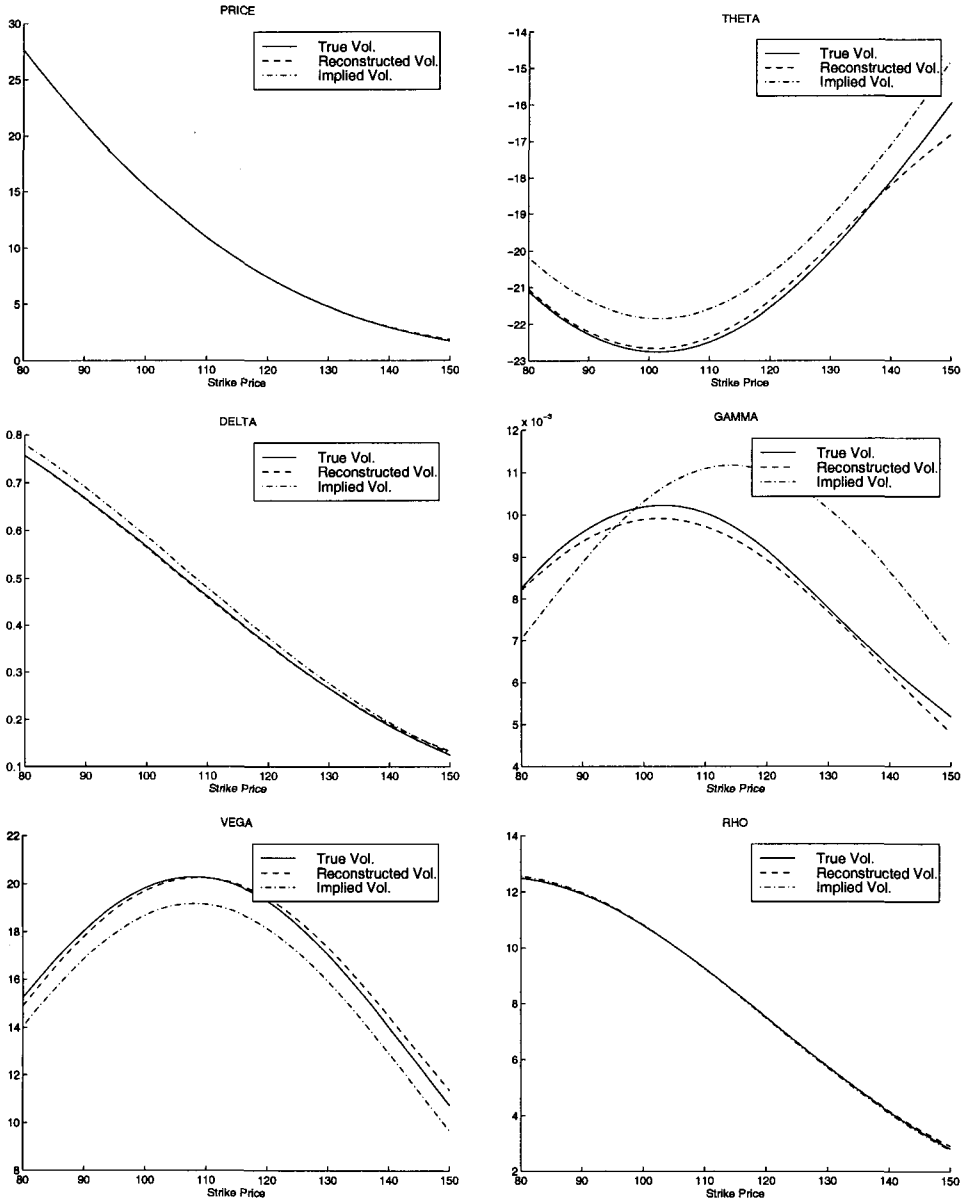 PRICE
30
25
20
15
10
5
0
80 90 100 110 120 130 140 150
Strike Price
True Vol.
Reconstructed Vol.
Implied Vol.
THETA
-14
-15
-16
-17
-18
-19
-20
-21
-22
-23
80 90 100 110 120 130 140 150
Strike Price
True Vol.
Reconstructed Vol.
Implied Vol.
DELTA
0.8
0.7
0.6
0.5
0.4
0.3
0.2
0.1
80 90 100 110 120 130 140 150
Strike Price
True Vol.
Reconstructed Vol.
Implied Vol.
GAMMA
x 10⁻³
12
11
10
9
8
7
6
5
4
80 90 100 110 120 130 140 150
Strike Price
True Vol.
Reconstructed Vol.
Implied Vol.
VEGA
22
20
18
16
14
12
10
8
80 90 100 110 120 130 140 150
Strike Price
True Vol.
Reconstructed Vol.
Implied Vol.
RHO
14
12
10
8
6
4
2
80 90 100 110 120 130 140 150
Strike Price
True Vol.
Reconstructed Vol.
Implied Vol.